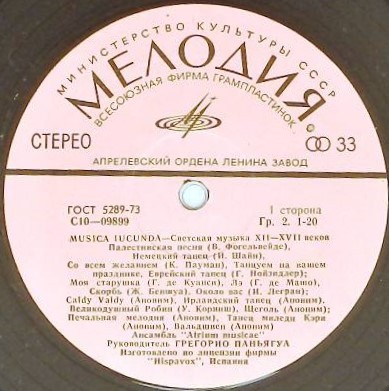 МИНИСТЕРСТВО КУЛЬТУРЫ СССР
МЕЛОДИЯ
ВСЕСОЮЗНАЯ ФИРМА ГРАМПЛАСТИНОК
СТЕРЕО
33
АПРЕЛЕВСКИЙ ОРДЕНА ЛЕНИНА ЗАВОД
ГОСТ 5289-73
С10—09899
1 сторона
Гр. 2. 1-20
MUSICA IUCUNDA—Светская музыка XII—XVII веков
Палестинская песня (В. Фогельвейде),
Немецкий танец (И. Шайн),
Со всем желанием (К. Пауман), Танцуем на нашем
празднике, Еврейский танец (Г. Нойзидлер);
Моя старушка (Г. де Куанси), Лэ (Г. де Машо),
Скорбь (Ж. Беншуа), Около вас (Н. Легран);
Caldy Valdy (Аноним), Ирландский танец (Аноним),
Великодушный Робин (У. Корниш), Щеголь (Аноним);
Печальная мелодия (Аноним), Танец миледи Кэри
(Аноним), Вальдшнеп (Аноним)
Ансамбль "Atrium musicae"
Руководитель ГРЕГОРИО ПАНЬЯГУА
Изготовлено по лицензии фирмы
"Hispavox", Испания